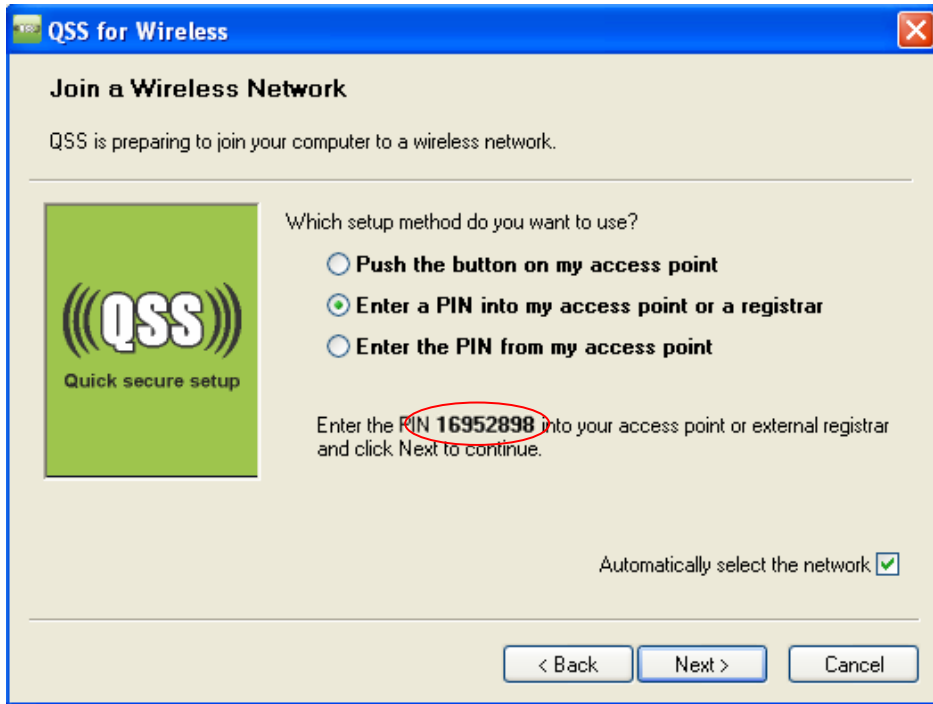 QSS for Wireless
Join a Wireless Network
QSS is preparing to join your computer to a wireless network.
Which setup method do you want to use?
Push the button on my access point
Enter a PIN into my access point or a registrar
Enter the PIN from my access point
(((QSS)))
Quick secure setup
Enter the PIN 16952898 into your access point or external registrar
and click Next to continue.
Automatically select the network
< Back
Next >
Cancel